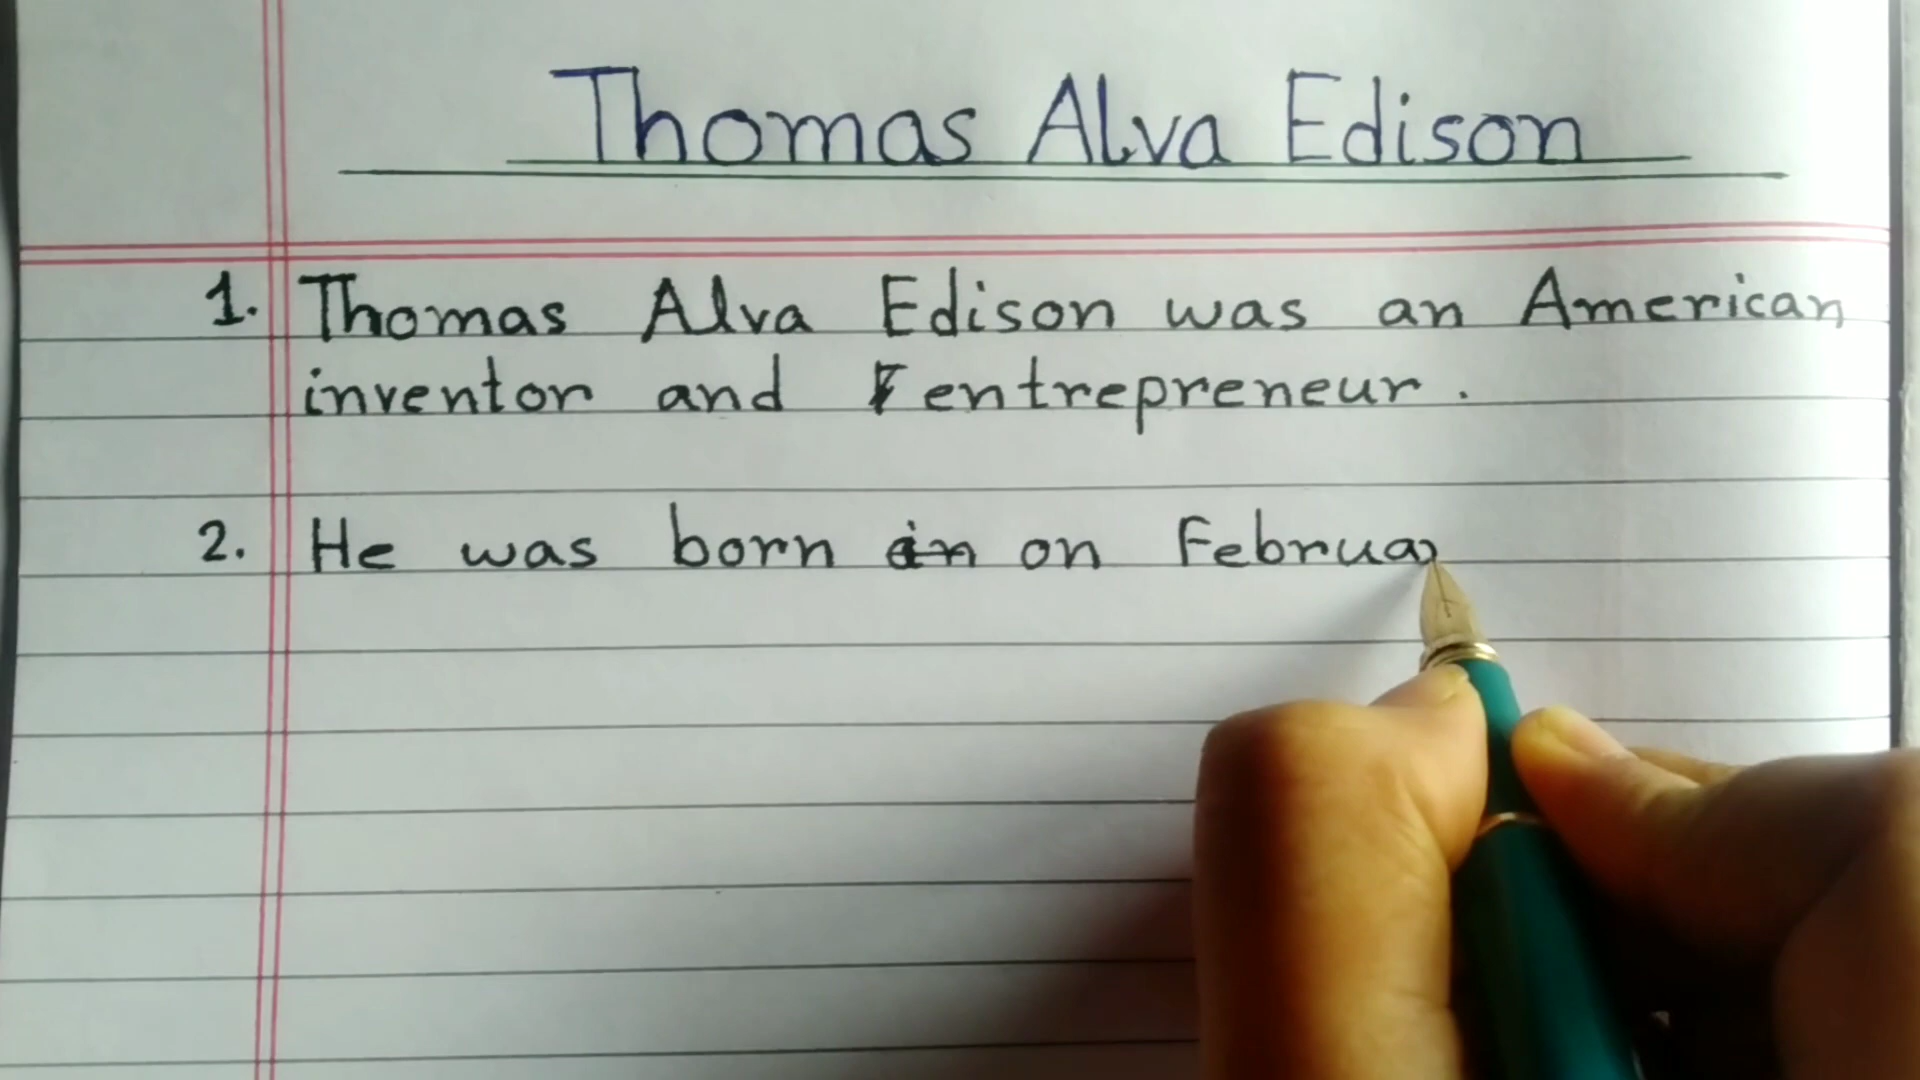 Thomas Alva Edison
1. Thomas Alva Edison was an American
inventor and entrepreneur.
2. He was born in on Februa